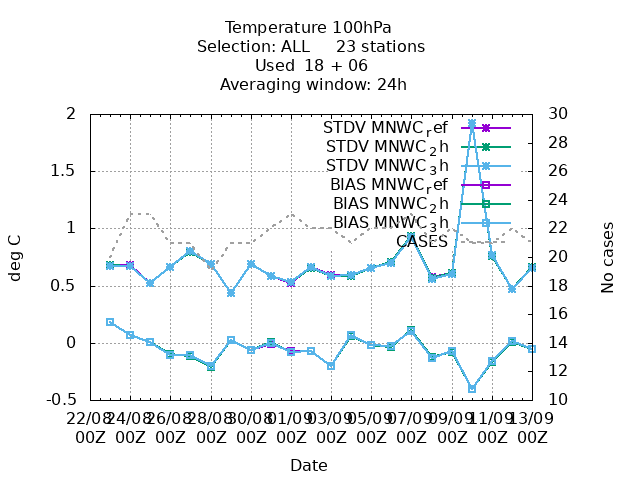 Temperature 100hPa
Selection: ALL 23 stations
Used 18 + 06
Averaging window: 24h
2 30
STDV MNWC_ref
28
STDV MNWC_2h
1.5 STDV MNWC_3h 26
BIAS MNWC_ref
24
BIAS MNWC_2h
1 BIAS MNWC_3h 22
CASES
20
0.5 18
16
0 14
12
-0.5 10
deg C
No cases
22/08 24/08 26/08 28/08 30/08 01/09 03/09 05/09 07/09 09/09 11/09 13/09
00Z 00Z 00Z 00Z 00Z 00Z 00Z 00Z 00Z 00Z 00Z 00Z
Date